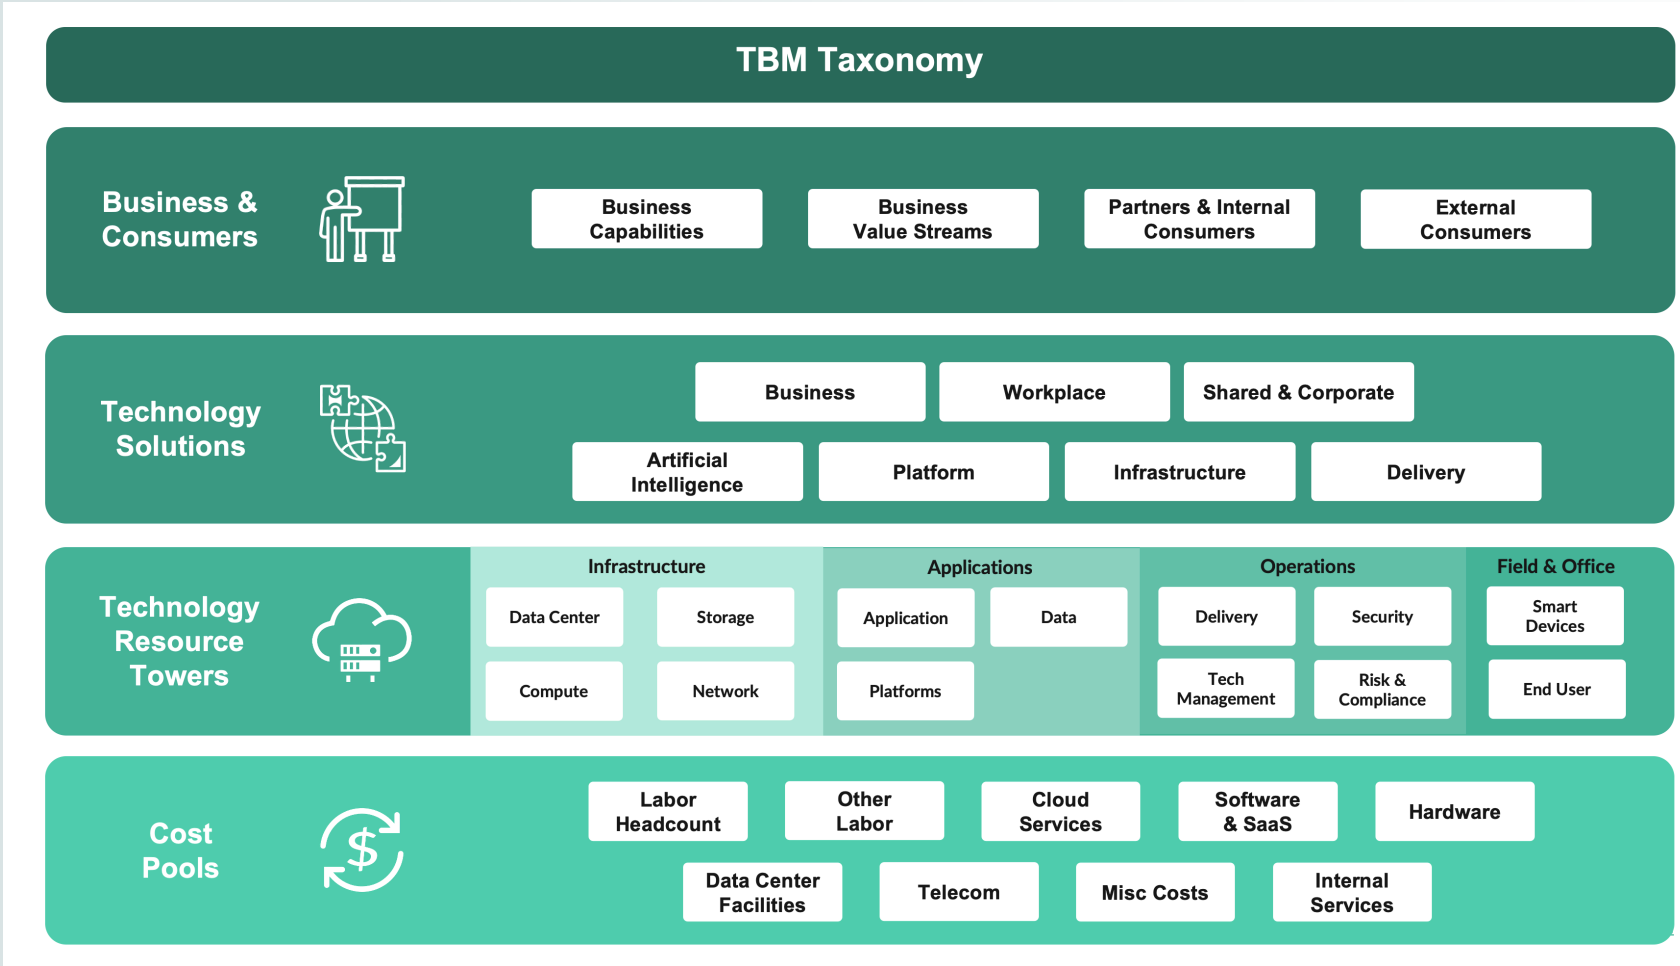 TBM Taxonomy
Business &
Consumers
Business
Capabilities
Business
Value Streams
Partners & Internal
Consumers
External
Consumers
Technology
Solutions
Business
Workplace
Shared & Corporate
Artificial
Intelligence
Platform
Infrastructure
Delivery
Technology
Resource
Towers
Infrastructure
Data Center
Storage
Compute
Network
Applications
Application
Data
Platforms
Operations
Delivery
Security
Tech
Management
Risk &
Compliance
Field & Office
Smart
Devices
End User
Cost
Pools
$
Labor
Headcount
Other
Labor
Cloud
Services
Software
& SaaS
Hardware
Data Center
Facilities
Telecom
Misc Costs
Internal
Services